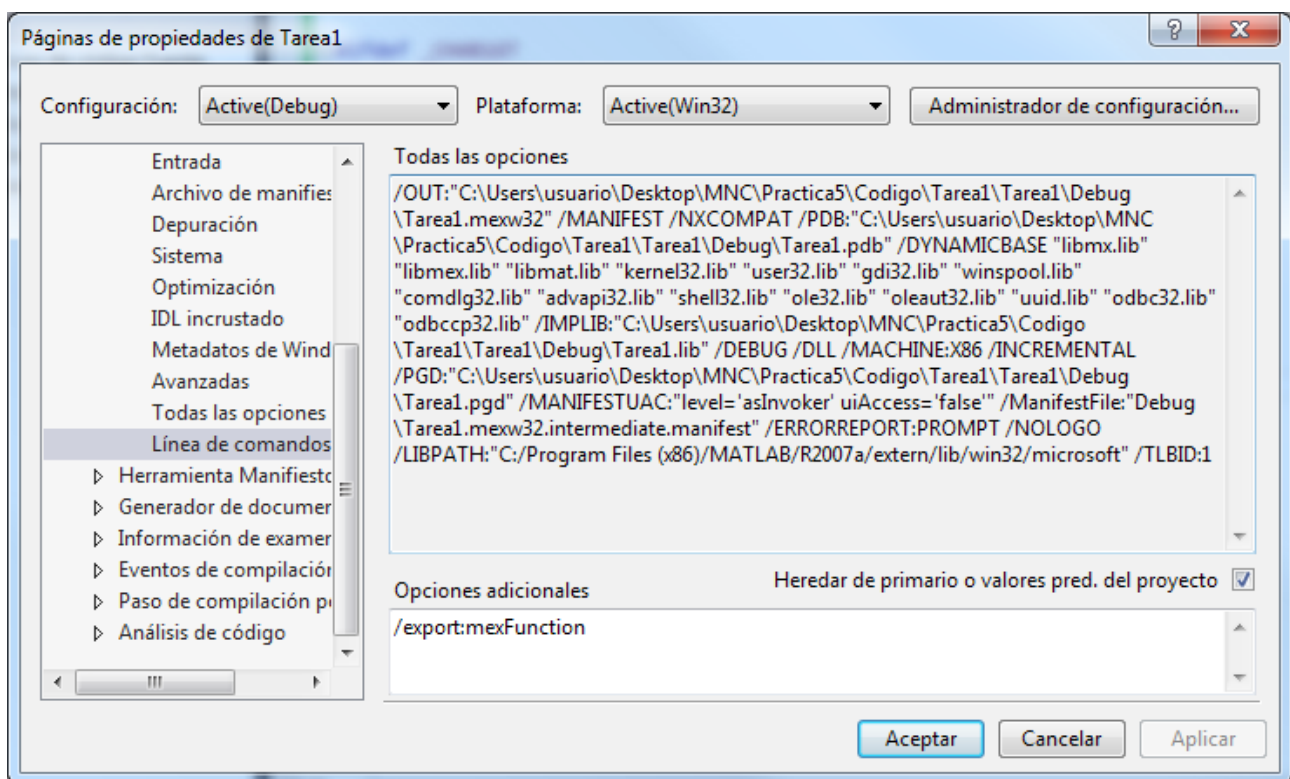 Páginas de propiedades de Tarea1
Configuración: Active(Debug) Plataforma: Active(Win32) Administrador de configuración...
Entrada
Archivo de manifies
Depuración
Sistema
Optimización
IDL incrustado
Metadatos de Wind
Avanzadas
Todas las opciones
Línea de comandos
Herramienta Manifiesto
Generador de documer
Información de examer
Eventos de compilación
Paso de compilación pe
Análisis de código
Todas las opciones
/OUT:"C:\Users\usuario\Desktop\MNC\Practica5\Codigo\Tarea1\Tarea1\Debug
\Tarea1.mexw32" /MANIFEST /NXCOMPAT /PDB:"C:\Users\usuario\Desktop\MNC
\Practica5\Codigo\Tarea1\Tarea1\Debug\Tarea1.pdb" /DYNAMICBASE "libmx.lib"
"libmex.lib" "libmat.lib" "kernel32.lib" "user32.lib" "gdi32.lib" "winspool.lib"
"comdlg32.lib" "advapi32.lib" "shell32.lib" "ole32.lib" "oleaut32.lib" "uuid.lib" "odbc32.lib"
"odbccp32.lib" /IMPLIB:"C:\Users\usuario\Desktop\MNC\Practica5\Codigo
\Tarea1\Tarea1\Debug\Tarea1.lib" /DEBUG /DLL /MACHINE:X86 /INCREMENTAL
/PGD:"C:\Users\usuario\Desktop\MNC\Practica5\Codigo\Tarea1\Tarea1\Debug
\Tarea1.pgd" /MANIFESTUAC:"level='asInvoker' uiAccess='false'" /ManifestFile:"Debug
\Tarea1.mexw32.intermediate.manifest" /ERRORREPORT:PROMPT /NOLOGO
/LIBPATH:"C:/Program Files (x86)/MATLAB/R2007a/extern/lib/win32/microsoft" /TLBID:1
Opciones adicionales Heredar de primario o valores pred. del proyecto
/export:mexFunction
Aceptar Cancelar Aplicar